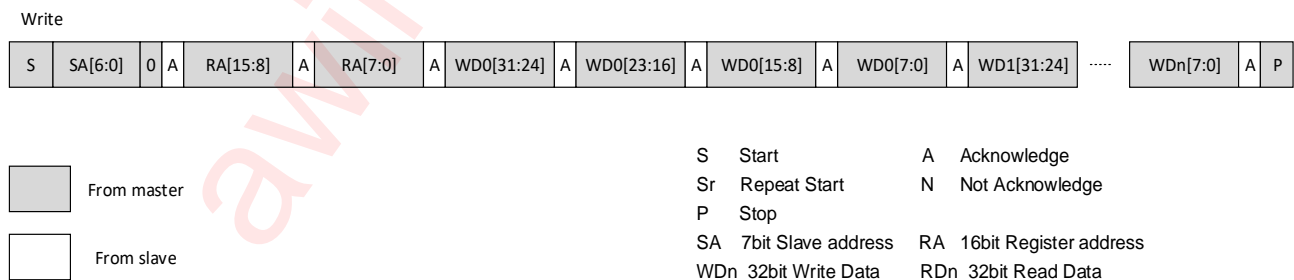 Write
S SA[6:0] 0 A RA[15:8] A RA[7:0] A WD0[31:24] A WD0[23:16] A WD0[15:8] A WD0[7:0] A WD1[31:24] ····· WDn[7:0] A P
S Start A Acknowledge
From master Sr Repeat Start N Not Acknowledge
P Stop
SA 7bit Slave address RA 16bit Register address
From slave WDn 32bit Write Data RDn 32bit Read Data
awi